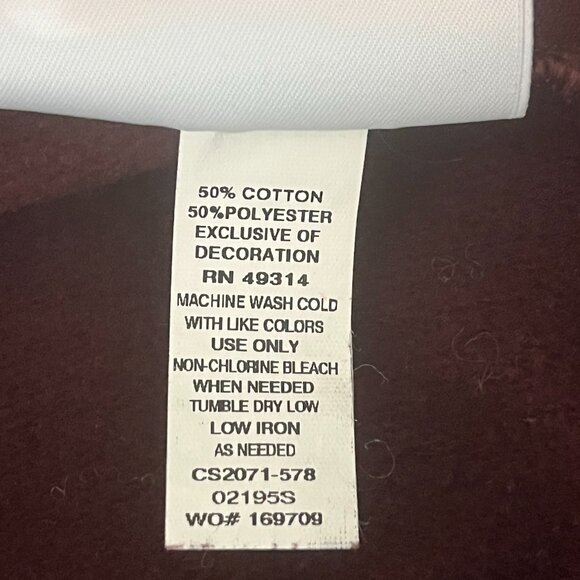 50% COTTON
50%POLYESTER
EXCLUSIVE OF
DECORATION
RN 49314
MACHINE WASH COLD
WITH LIKE COLORS
USE ONLY
NON-CHLORINE BLEACH
WHEN NEEDED
TUMBLE DRY LOW
LOW IRON
AS NEEDED
CS2071-578
02195S
WO# 169709